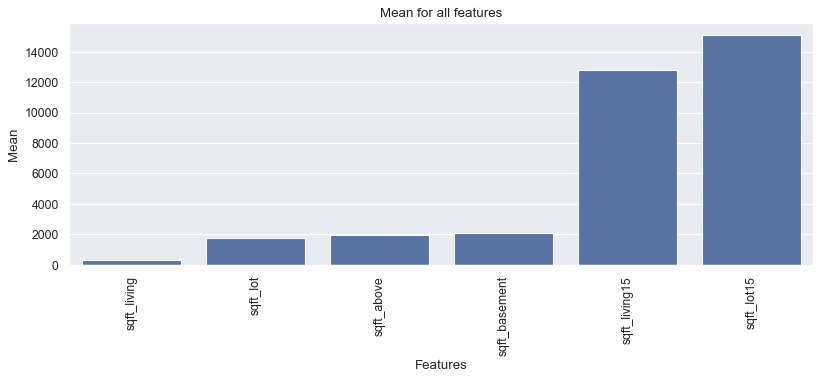 Mean for all features
14000
12000
10000
8000
6000
4000
2000
0
Mean
sqft_living
sqft_lot
sqft_above
sqft_basement
sqft_living15
sqft_lot15
Features